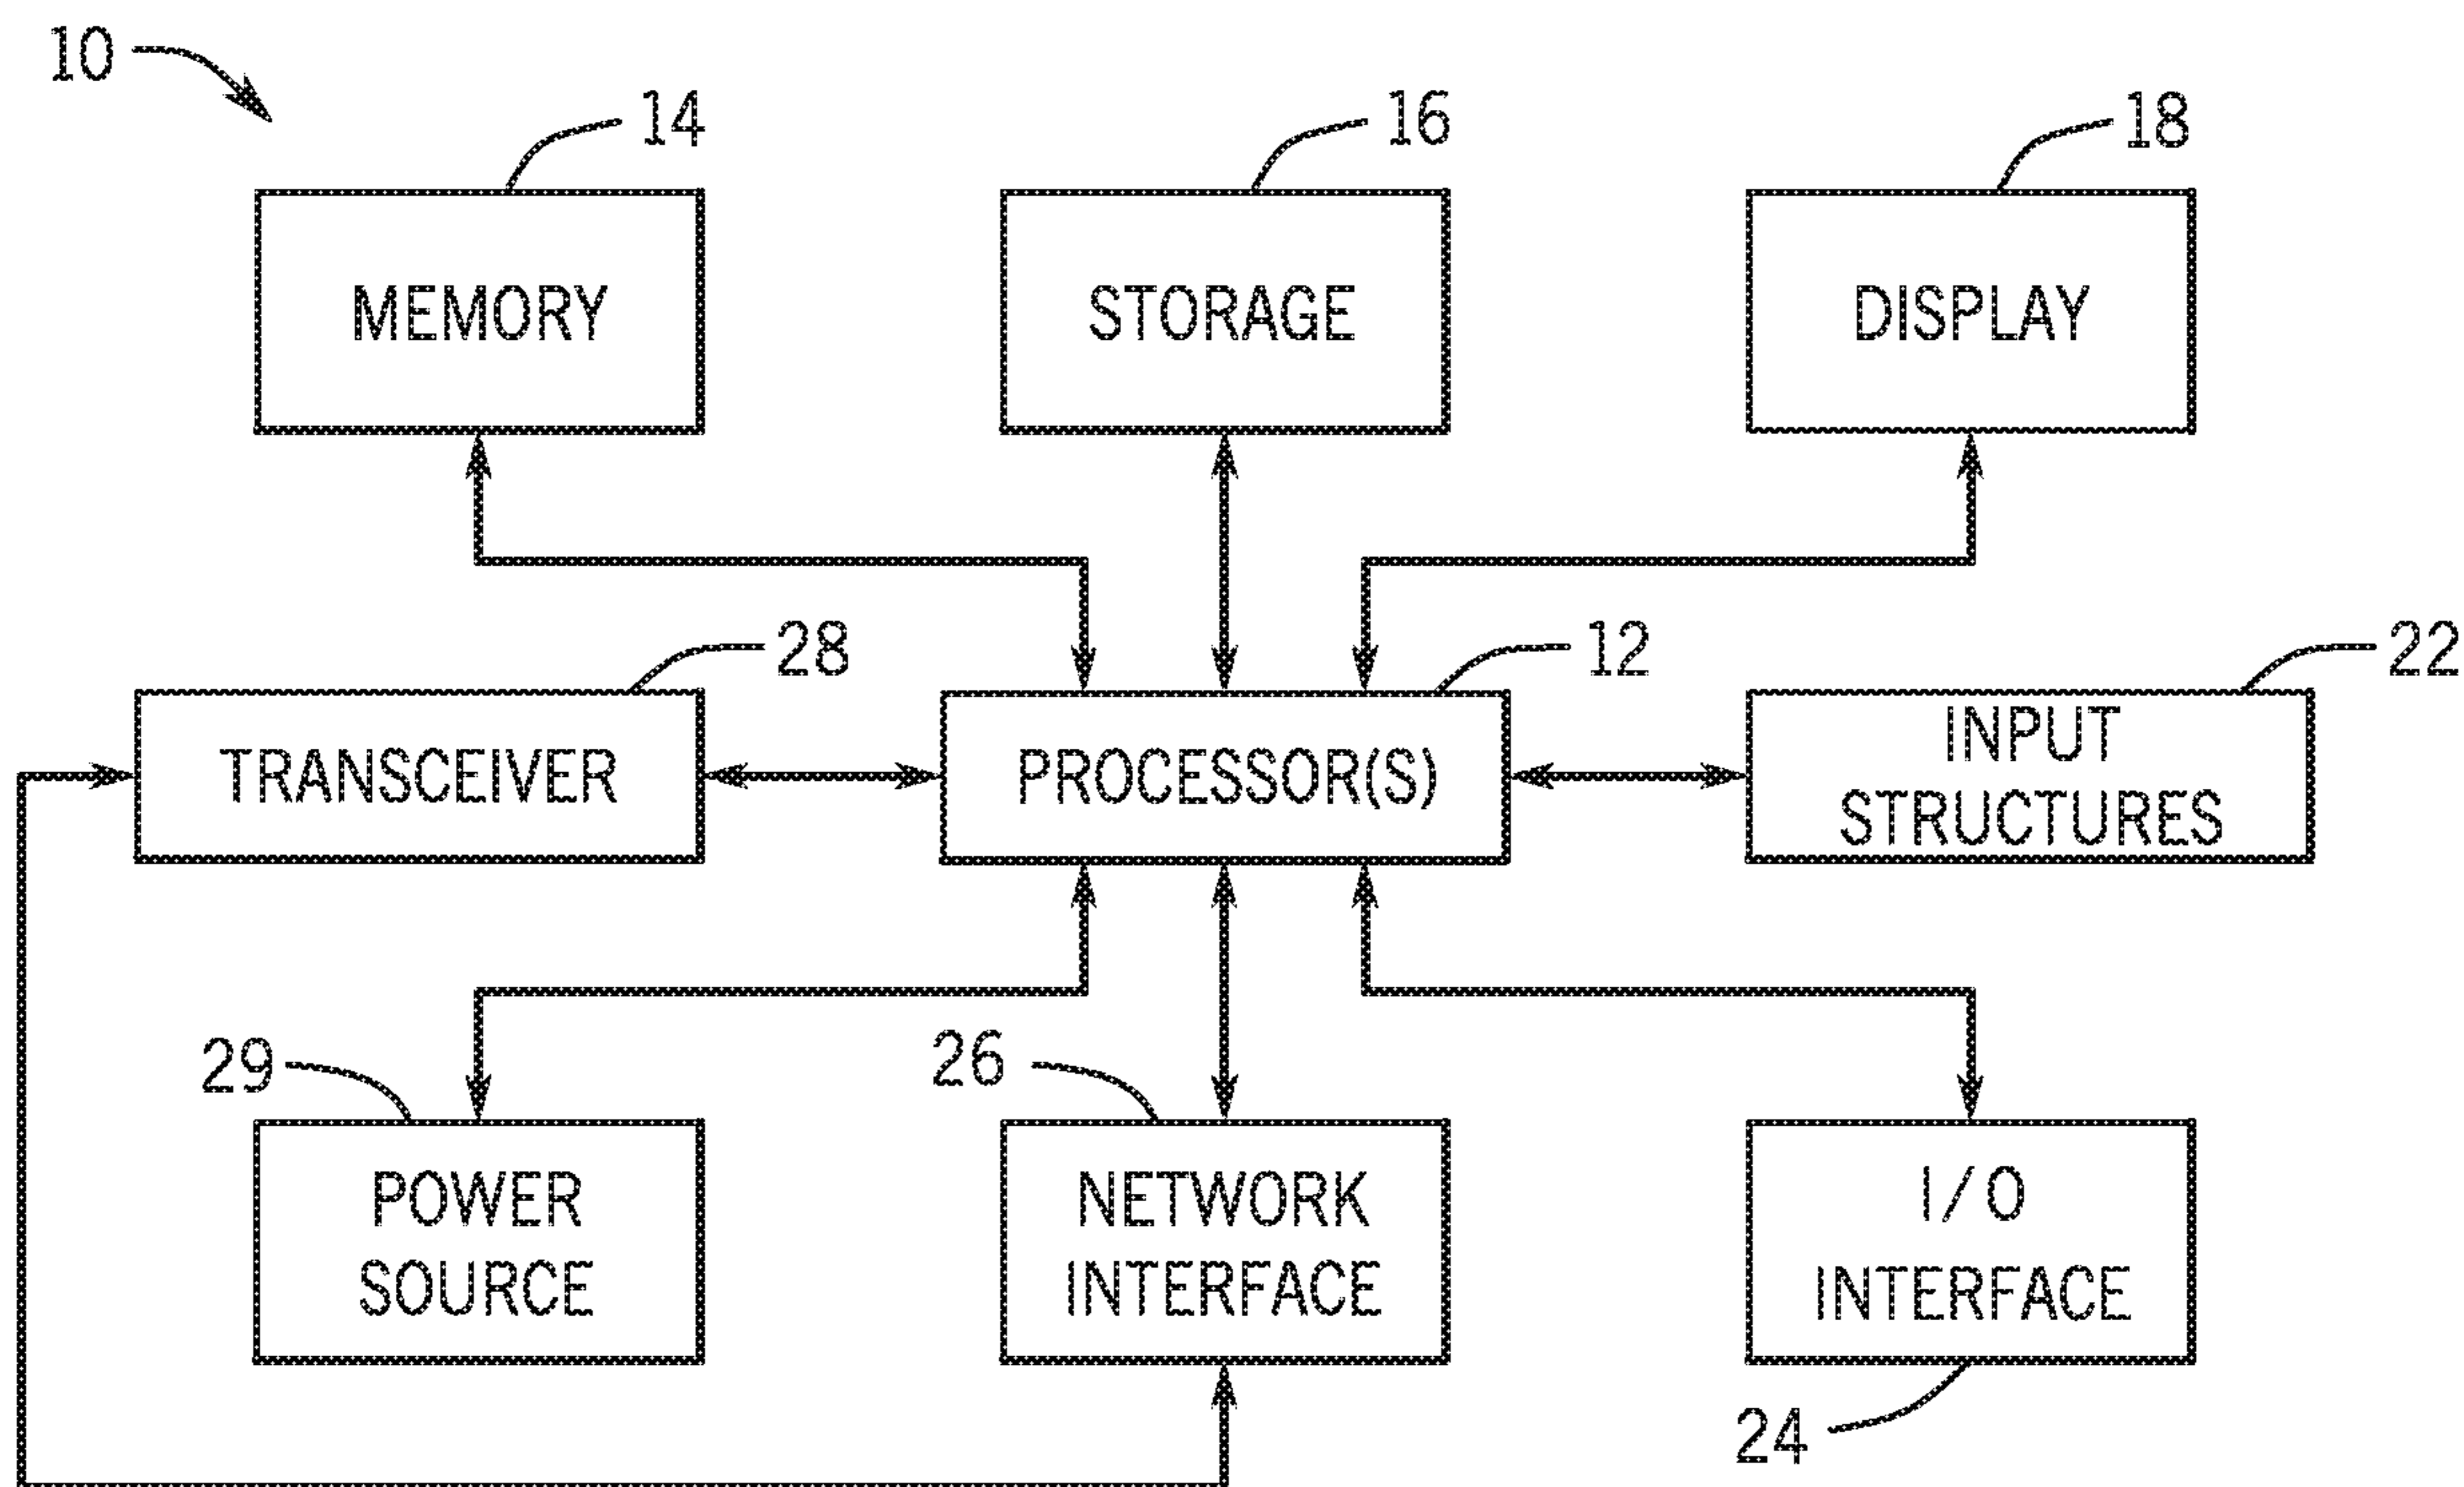 10
14
16
18
MEMORY
STORAGE
DISPLAY
28
12
22
TRANSCEIVER
PROCESSOR(S)
INPUT
STRUCTURES
29
26
POWER
SOURCE
NETWORK
INTERFACE
I/O
INTERFACE
24